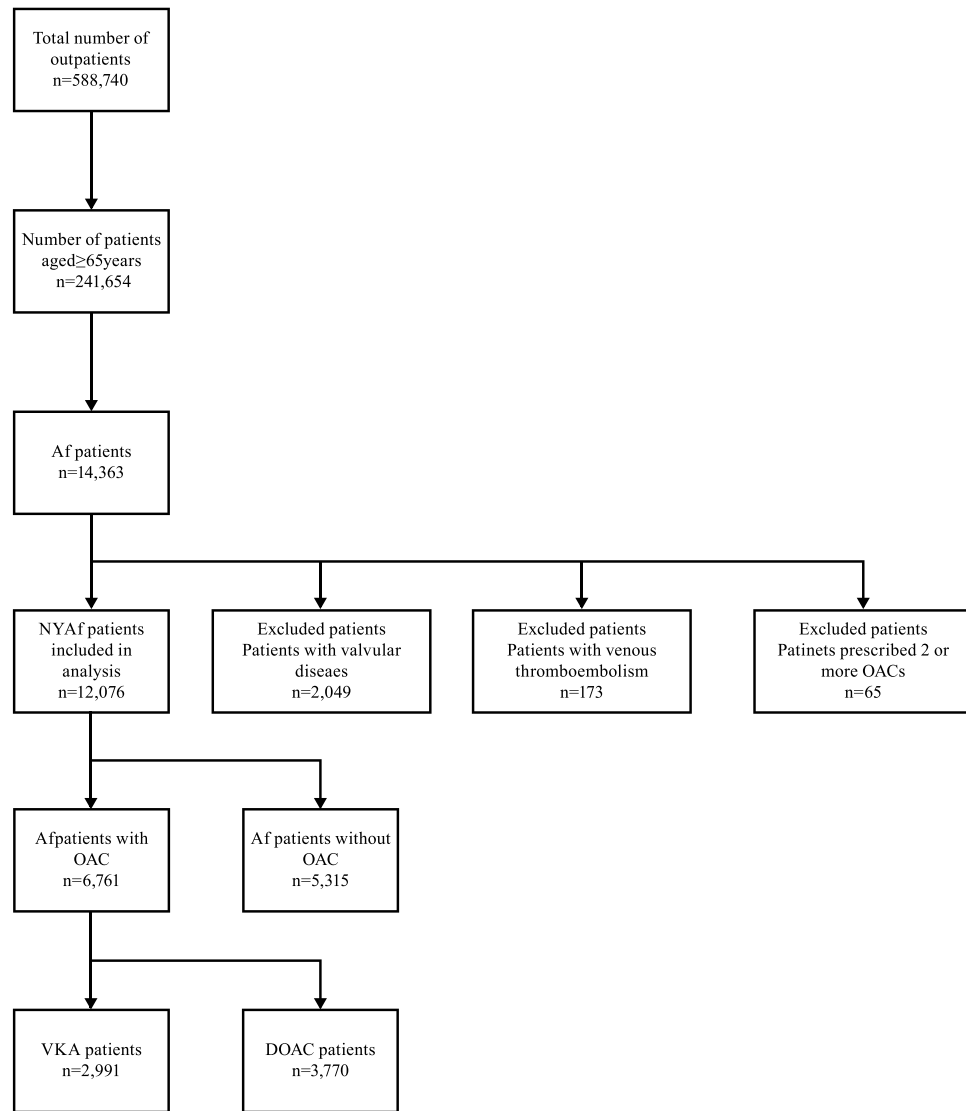 Total number of
outpatients
n=588,740
Number of patients
aged≥65years
n=241,654
Af patients
n=14,363
NYAf patients
included in
analysis
n=12,076
Excluded patients
Patients with valvular
diseaes
n=2,049
Excluded patients
Patients with venous
thromboembolism
n=173
Excluded patients
Patinets prescribed 2 or
more OACs
n=65
Afpatients with
OAC
n=6,761
Af patients without
OAC
n=5,315
VKA patients
n=2,991
DOAC patients
n=3,770